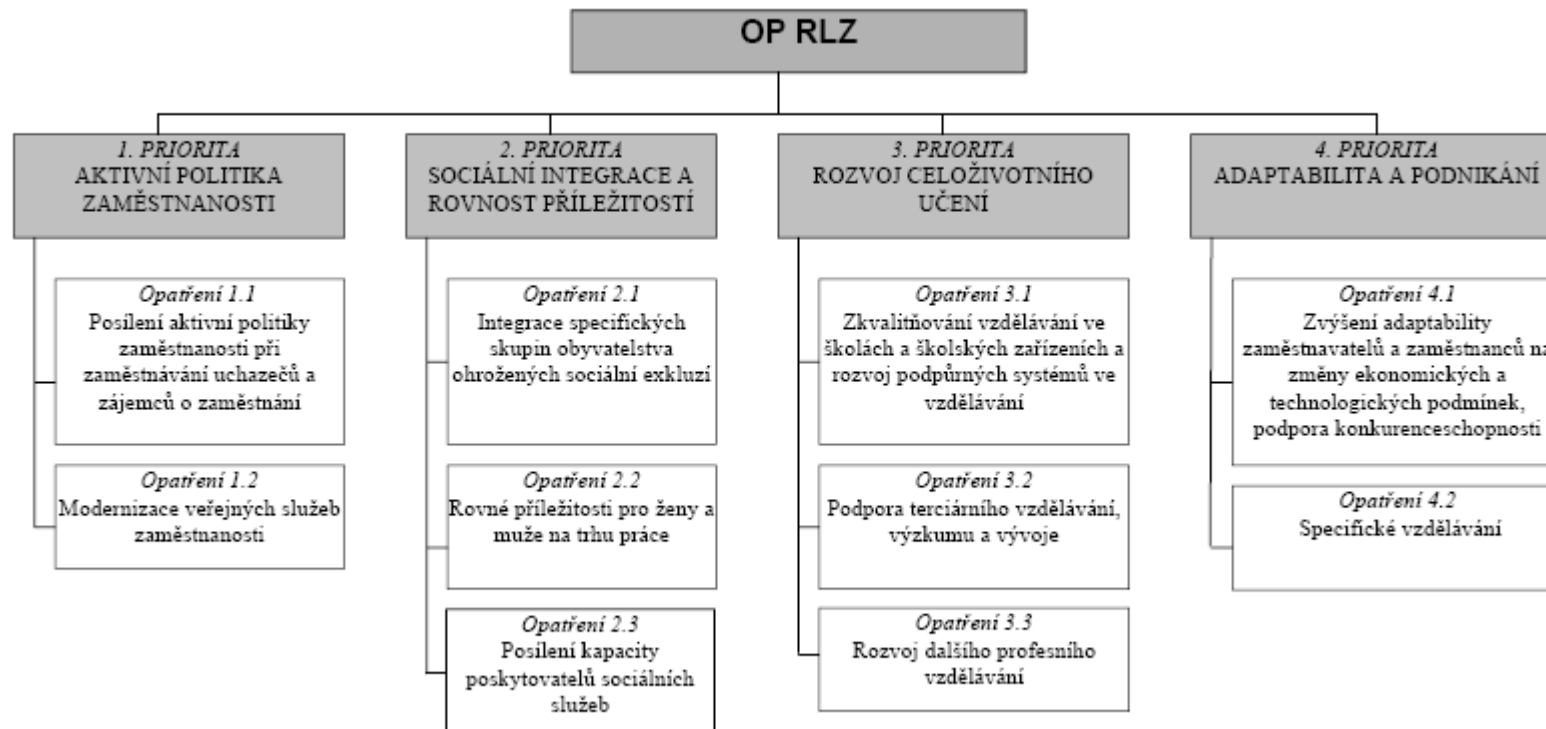 OP RLZ
1. PRIORITA
AKTIVNÍ POLITIKA
ZAMĚSTNANOSTI
Opatření 1.1
Posílení aktivní politiky
zaměstnanosti při
zaměstnávání uchazečů a
zájemců o zaměstnání
Opatření 1.2
Modernizace veřejných služeb
zaměstnanosti
2. PRIORITA
SOCIÁLNÍ INTEGRACE A
ROVNOST PŘÍLEŽITOSTÍ
Opatření 2.1
Integrace specifických
skupin obyvatelstva
ohrožených sociální exkluzí
Opatření 2.2
Rovné příležitosti pro ženy a
muže na trhu práce
Opatření 2.3
Posílení kapacity
poskytovatelů sociálních
služeb
3. PRIORITA
ROZVOJ CELOŽIVOTNÍHO
UČENÍ
Opatření 3.1
Zkvalitňování vzdělávání ve
školách a školských zařízeních a
rozvoj podpůrných systémů ve
vzdělávání
Opatření 3.2
Podpora terciárního vzdělávání,
výzkumu a vývoje
Opatření 3.3
Rozvoj dalšího profesního
vzdělávání
4. PRIORITA
ADAPTABILITA A PODNIKÁNÍ
Opatření 4.1
Zvýšení adaptability
zaměstnavatelů a zaměstnanců na
změny ekonomických a
technologických podmínek,
podpora konkurenceschopnosti
Opatření 4.2
Specifické vzdělávání